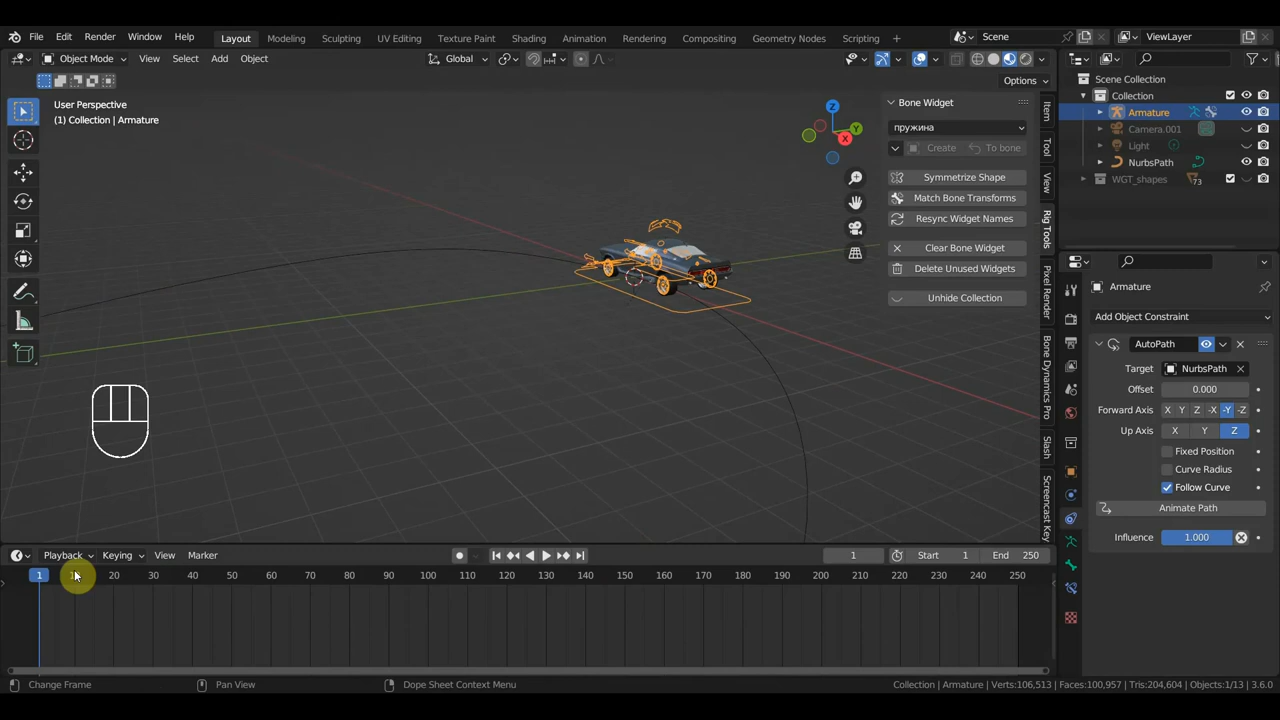 File Edit Render Window Help Layout Modeling Sculpting UV Editing Texture Paint Shading Animation Rendering Compositing Geometry Nodes Scripting + Scene ViewLayer
Object Mode View Select Add Object Global
Options
User Perspective
(1) Collection | Armature
Z
Y
X
Bone Widget
пружина
Create To bone
Symmetrize Shape
Match Bone Transforms
Resync Widget Names
Clear Bone Widget
Delete Unused Widgets
Unhide Collection
Item
Tool
View
Rig Tools
Pixel Render
Bone Dynamics Pro
Slash
Screencast Key
Scene Collection
Collection
Armature
Camera.001
Light
NurbsPath
WGT_shapes 73
Armature
Add Object Constraint
AutoPath
Target NurbsPath
Offset 0.000
Forward Axis X Y Z -X -Y -Z
Up Axis X Y Z
Fixed Position
Curve Radius
Follow Curve
Animate Path
Influence 1.000
Playback Keying View Marker 1 Start 1 End 250
1 20 30 40 50 60 70 80 90 100 110 120 130 140 150 160 170 180 190 200 210 220 230 240 250
Change Frame Pan View Dope Sheet Context Menu Collection | Armature | Verts:106,513 | Faces:100,957 | Tris:204,604 | Objects:1/13 | 3.6.0